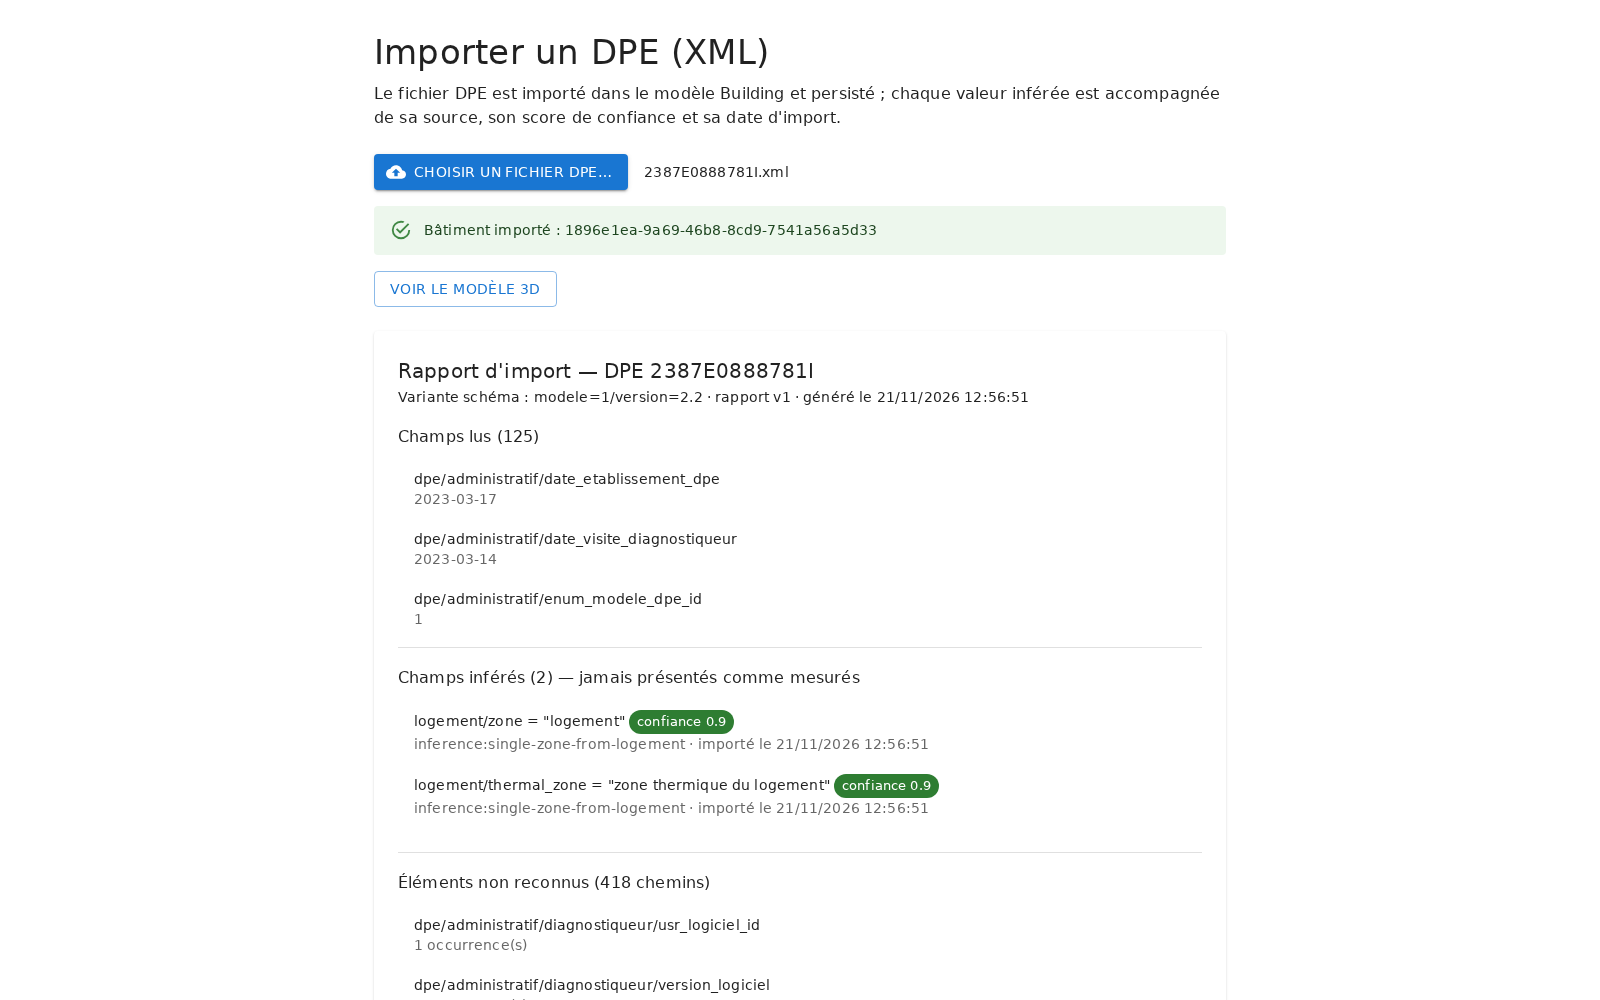 Importer un DPE (XML)
Le fichier DPE est importé dans le modèle Building et persisté ; chaque valeur inférée est accompagnée
de sa source, son score de confiance et sa date d'import.
CHOISIR UN FICHIER DPE... 2387E0888781I.xml
Bâtiment importé : 1896e1ea-9a69-46b8-8cd9-7541a56a5d33
VOIR LE MODÈLE 3D
Rapport d'import — DPE 2387E0888781I
Variante schéma : modele=1/version=2.2 · rapport v1 · généré le 21/11/2026 12:56:51
Champs lus (125)
dpe/administratif/date_etablissement_dpe
2023-03-17
dpe/administratif/date_visite_diagnostiqueur
2023-03-14
dpe/administratif/enum_modele_dpe_id
1
Champs inférés (2) — jamais présentés comme mesurés
logement/zone = "logement" confiance 0.9
inference:single-zone-from-logement · importé le 21/11/2026 12:56:51
logement/thermal_zone = "zone thermique du logement" confiance 0.9
inference:single-zone-from-logement · importé le 21/11/2026 12:56:51
Éléments non reconnus (418 chemins)
dpe/administratif/diagnostiqueur/usr_logiciel_id
1 occurrence(s)
dpe/administratif/diagnostiqueur/version_logiciel